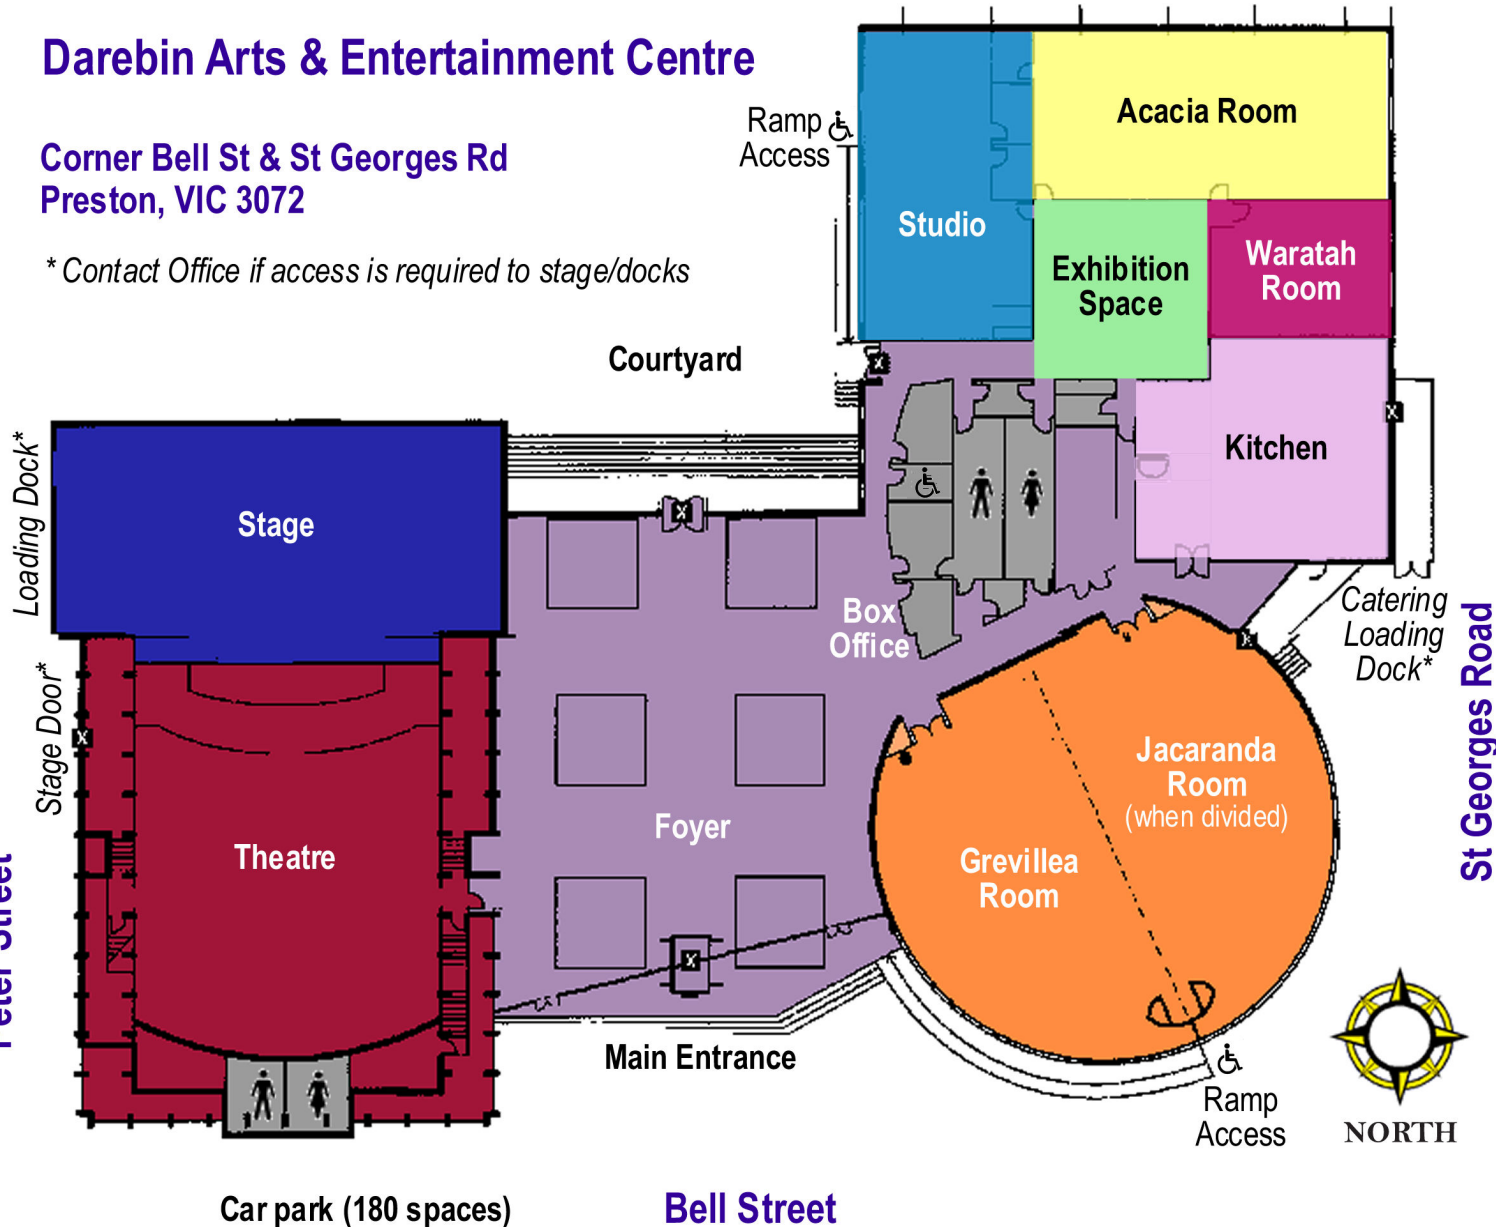 Darebin Arts & Entertainment Centre
Corner Bell St & St Georges Rd
Preston, VIC 3072
* Contact Office if access is required to stage/docks
Ramp
Access
Acacia Room
Studio
Exhibition
Space
Waratah
Room
Courtyard
Kitchen
Loading Dock*
Stage
Box
Office
Catering
Loading
Dock*
St Georges Road
Stage Door*
Jacaranda
Room
(when divided)
Foyer
Theatre
Grevillea
Room
Peter Street
Main Entrance
Ramp
Access
NORTH
Car park (180 spaces)
Bell Street
X
X
X
X
X
X